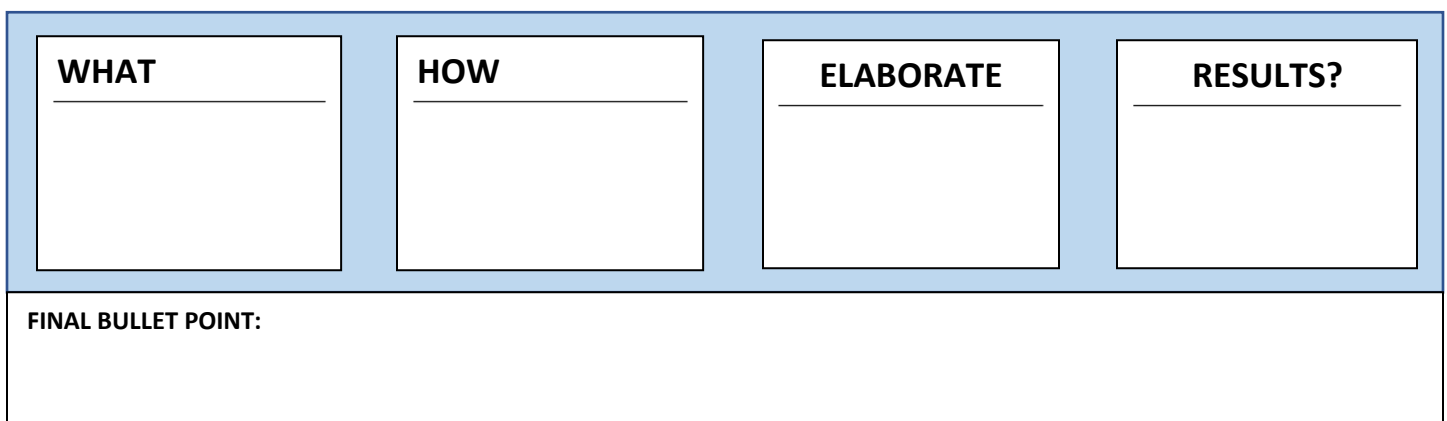 WHAT
HOW
ELABORATE
RESULTS?
FINAL BULLET POINT: